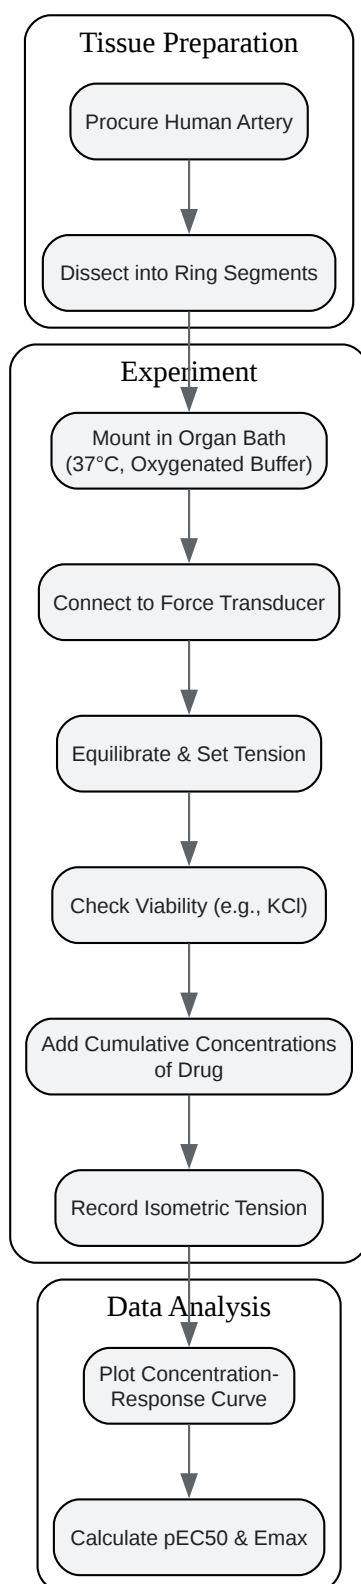 Tissue Preparation
Procure Human Artery
Dissect into Ring Segments
Experiment
Mount in Organ Bath
(37°C, Oxygenated Buffer)
Connect to Force Transducer
Equilibrate & Set Tension
Check Viability (e.g., KCl)
Add Cumulative Concentrations
of Drug
Record Isometric Tension
Data Analysis
Plot Concentration-
Response Curve
Calculate pEC50 & Emax